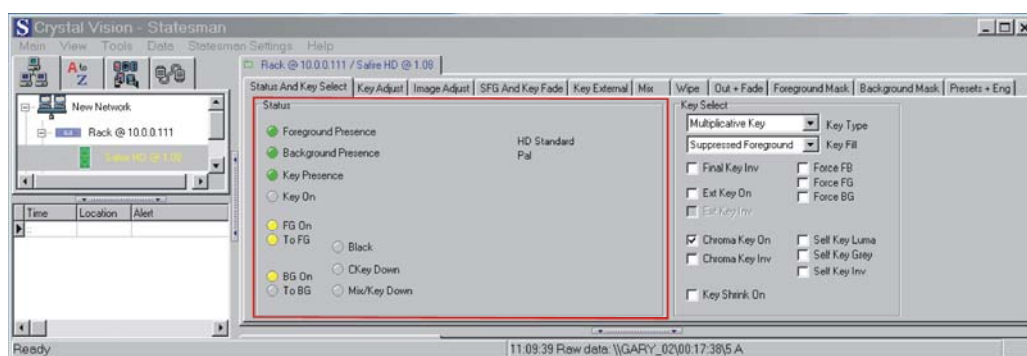 S Crystal Vision - Statesman
Main View Tools Data Statesman Settings Help
A to Z
Rack @ 10.0.0.111 / Safire HD @ 1.08
Status And Key Select Key Adjust Image Adjust SFG And Key Fade Key External Mix Wipe Out + Fade Foreground Mask Background Mask Presets + Eng
New Network
Rack @ 10.0.0.111
Safire HD @ 1.08
Time Location Alert
Status
Foreground Presence
Background Presence
Key Presence
Key On
FG On
To FG
BG On
To BG
Black
CKey Down
Mix/Key Down
HD Standard
Pal
Key Select
Multiplicative Key Key Type
Suppressed Foreground Key Fill
Final Key Inv
Ext Key On
Ext Key Inv
Chroma Key On
Chroma Key Inv
Key Shrink On
Force FB
Force FG
Force BG
Self Key Luma
Self Key Grey
Self Key Inv
Ready
11:09:39 Raw data: \\GARY_02\00:17:38\5.A